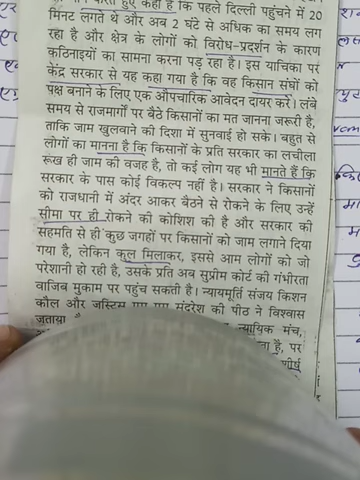 करते हुए कहा है कि पहले दिल्ली पहुंचने में 20
मिनट लगते थे और अब 2 घंटे से अधिक का समय लग
रहा है और क्षेत्र के लोगों को विरोध-प्रदर्शन के कारण
कठिनाइयों का सामना करना पड़ रहा है। इस याचिका पर
केंद्र सरकार से यह कहा गया है कि वह किसान संघों को
पक्ष बनाने के लिए एक औपचारिक आवेदन दायर करे। लंबे
समय से राजमार्गों पर बैठे किसानों का मत जानना जरूरी है,
ताकि जाम खुलवाने की दिशा में सुनवाई हो सके। बहुत से
लोगों का मानना है कि किसानों के प्रति सरकार का लचीला
रूख ही जाम की वजह है, तो कई लोग यह भी मानते हैं कि
सरकार के पास कोई विकल्प नहीं है। सरकार ने किसानों
को राजधानी में अंदर आकर बैठने से रोकने के लिए उन्हें
सीमा पर ही रोकने की कोशिश की है और सरकार की
सहमति से ही कुछ जगहों पर किसानों को जाम लगाने दिया
गया है, लेकिन कुल मिलाकर, इससे आम लोगों को जो
परेशानी हो रही है, उसके प्रति अब सुप्रीम कोर्ट की गंभीरता
वाजिब मुकाम पर पहुंच सकती है। न्यायमूर्ति संजय किशन
कौल और जस्टिस सुंदरेश की पीठ ने विश्वास
जताया न्यायिक मंच,
है, पर
शीर्ष